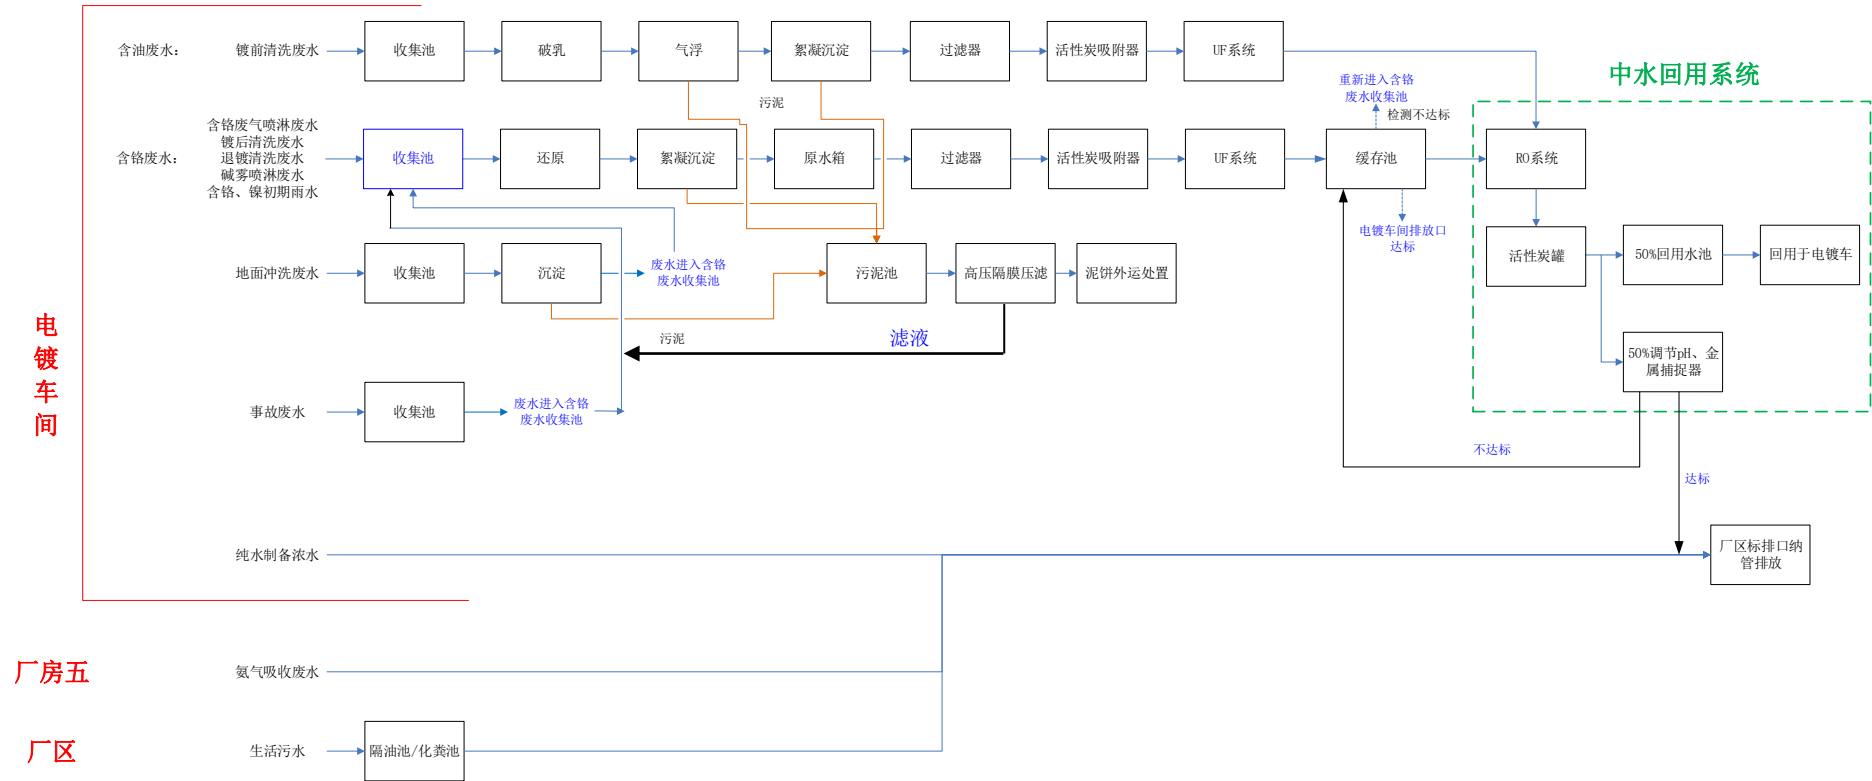 含油废水：
镀前清洗废水
收集池
破乳
气浮
絮凝沉淀
过滤器
活性炭吸附器
UF系统
中水回用系统
污泥
重新进入含铬
废水收集池
检测不达标
含铬废水：
含铬废气喷淋废水
镀后清洗废水
退镀清洗废水
碱雾喷淋废水
含铬、镍初期雨水
收集池
还原
絮凝沉淀
原水箱
过滤器
活性炭吸附器
UF系统
缓存池
RO系统
电镀车间排放口
达标
地面冲洗废水
收集池
沉淀
废水进入含铬
废水收集池
污泥池
高压隔膜压滤
泥饼外运处置
活性炭罐
50%回用水池
回用于电镀车
污泥
滤液
50%调节pH、金
属捕捉器
电
镀
车
间
事故废水
收集池
废水进入含铬
废水收集池
不达标
达标
纯水制备浓水
厂区标排口纳
管排放
厂房五
氨气吸收废水
厂区
生活污水
隔油池/化粪池